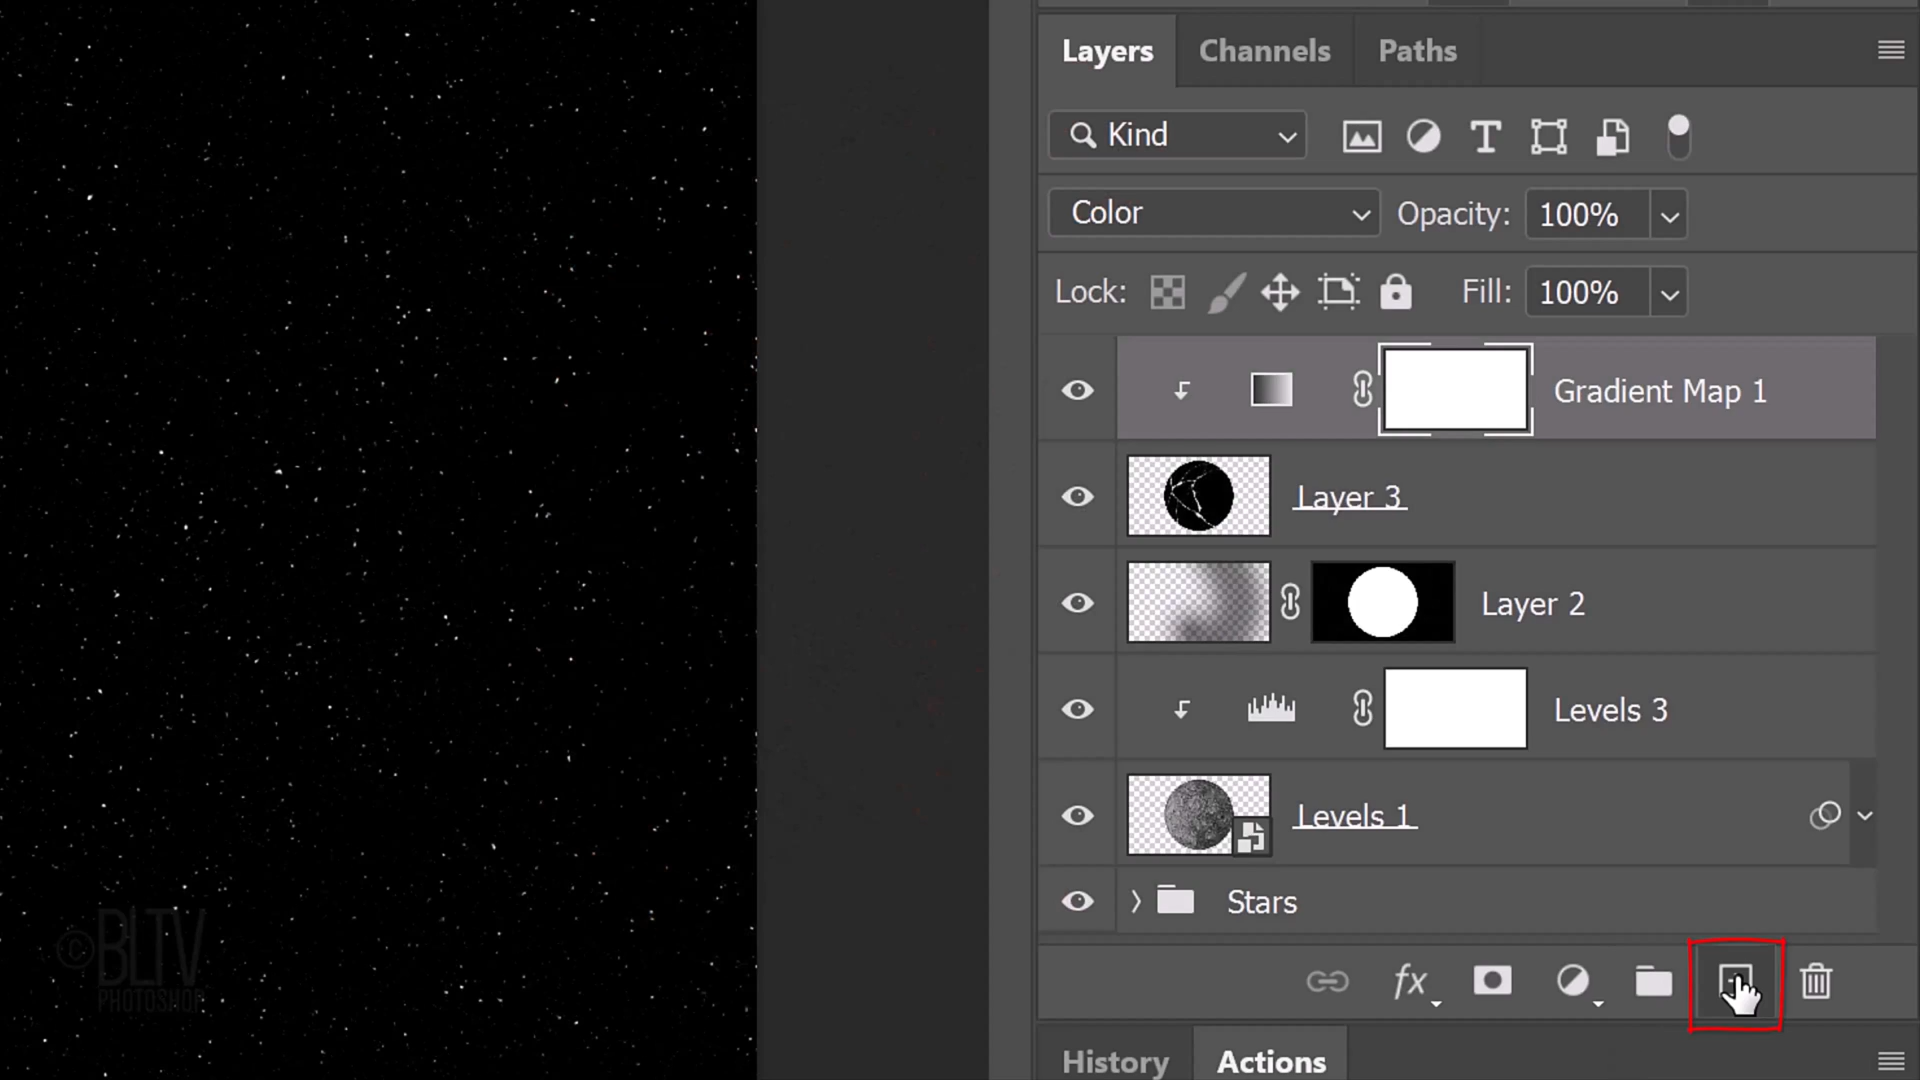 Layers Channels Paths
Kind
Color Opacity: 100%
Lock: Fill: 100%
Gradient Map 1
Layer 3
Layer 2
Levels 3
Levels 1
Stars
fx
©BLTV
PHOTOSHOP
History Actions